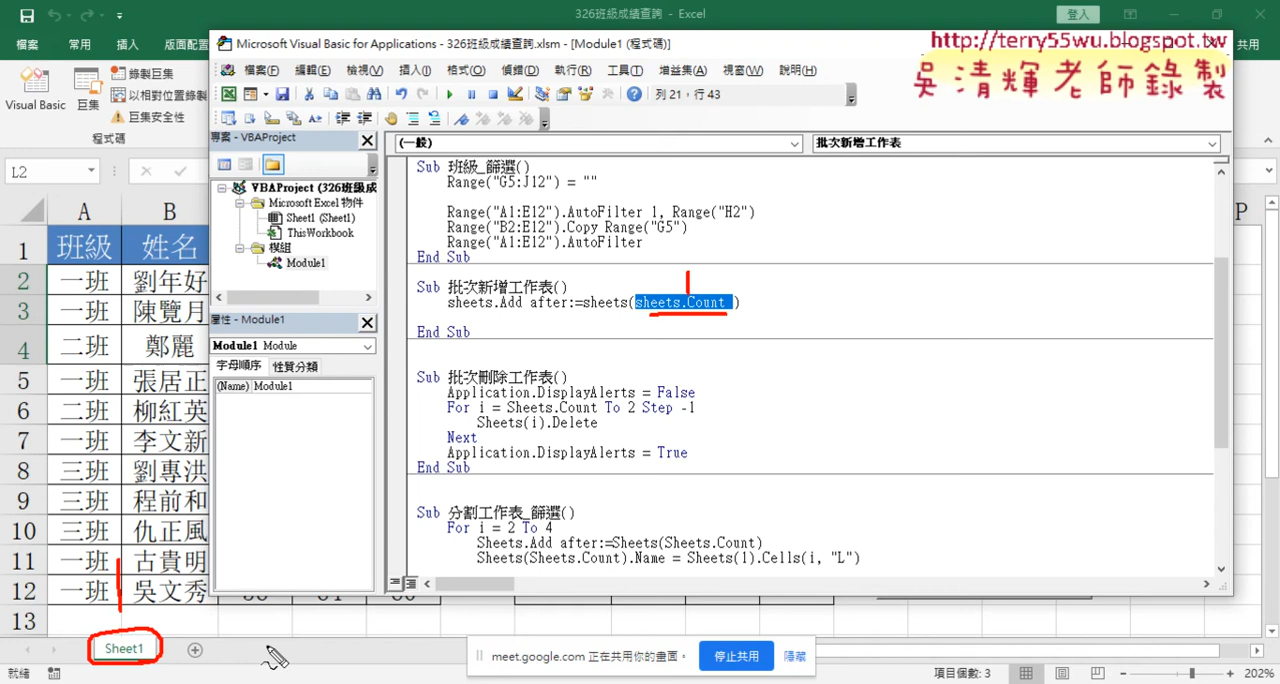 326班級成績查詢 - Excel
登入
檔案
常用
插入
版面配置
共用
http://terry55wu.blogspot.tw
吳清輝老師錄製
Visual Basic
巨集
錄製巨集
以相對位置錄製
巨集安全性
程式碼
Microsoft Visual Basic for Applications - 326班級成績查詢.xlsm - [Module1 (程式碼)]
檔案(F) 編輯(E) 檢視(V) 插入(I) 格式(O) 偵錯(D) 執行(R) 工具(T) 增益集(A) 視窗(W) 說明(H)
列 21，行 43
專案 - VBAProject
(一般)
批次新增工作表
VBAProject (326班級成
Microsoft Excel 物件
Sheet1 (Sheet1)
ThisWorkbook
模組
Module1
屬性 - Module1
Module1 Module
字母順序 性質分類
(Name) Module1
Sub 班級_篩選()
Range("G5:J12") = ""
Range("A1:E12").AutoFilter 1, Range("H2")
Range("B2:E12").Copy Range("G5")
Range("A1:E12").AutoFilter
End Sub
Sub 批次新增工作表()
sheets.Add after:=sheets(sheets.Count )
End Sub
Sub 批次刪除工作表()
Application.DisplayAlerts = False
For i = Sheets.Count To 2 Step -1
Sheets(i).Delete
Next
Application.DisplayAlerts = True
End Sub
Sub 分割工作表_篩選()
For i = 2 To 4
Sheets.Add after:=Sheets(Sheets.Count)
Sheets(Sheets.Count).Name = Sheets(1).Cells(i, "L")
L2
A B P
1 班級 姓名
2 一班 劉年好
3 一班 陳覽月
4 二班 鄭麗
5 一班 張居正
6 二班 柳紅英
7 一班 李文新
8 三班 劉專洪
9 三班 程前和
10 三班 仇正風
11 一班 古貴明
12 一班 吳文秀
13
Sheet1
meet.google.com 正在共用你的畫面。
停止共用
隱藏
就緒
項目個數: 3
202%